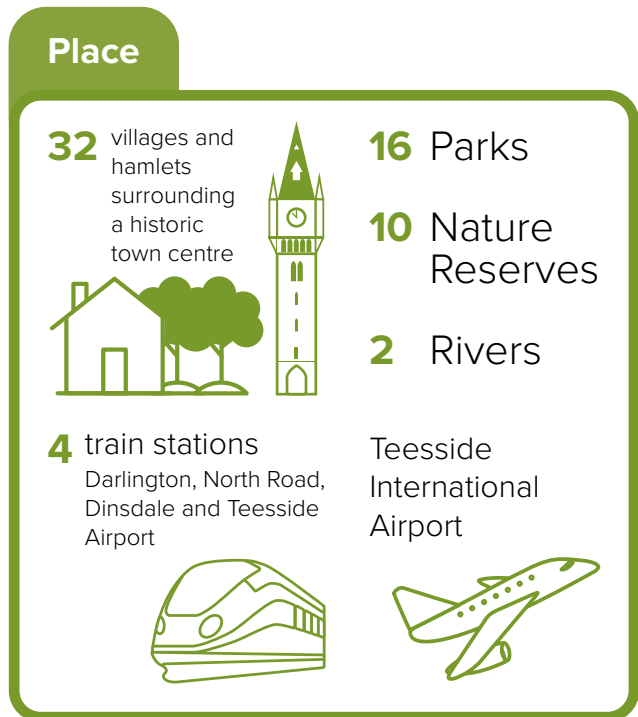 Place
32 villages and
hamlets
surrounding
a historic
town centre
16 Parks
10 Nature
Reserves
2 Rivers
4 train stations
Darlington, North Road,
Dinsdale and Teesside
Airport
Teesside
International
Airport